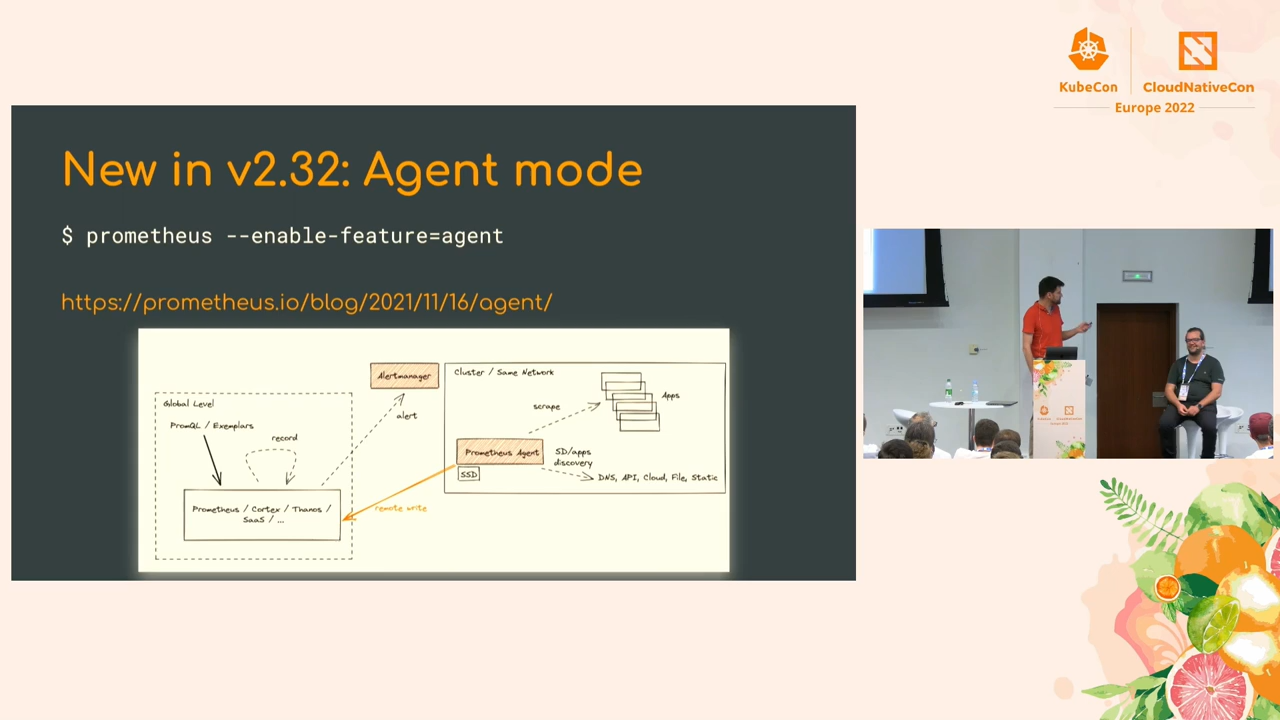 KubeCon
CloudNativeCon
Europe 2022
New in v2.32: Agent mode
$ prometheus --enable-feature=agent
https://prometheus.io/blog/2021/11/16/agent/
Global Level
PromQL / Exemplars
record
Prometheus / Cortex / Thanos /
SaaS / ...
Alertmanager
alert
remote write
Cluster / Same Network
scrape
Apps
Prometheus Agent
SSD
SD/apps
discovery
DNS, API, Cloud, File, Static